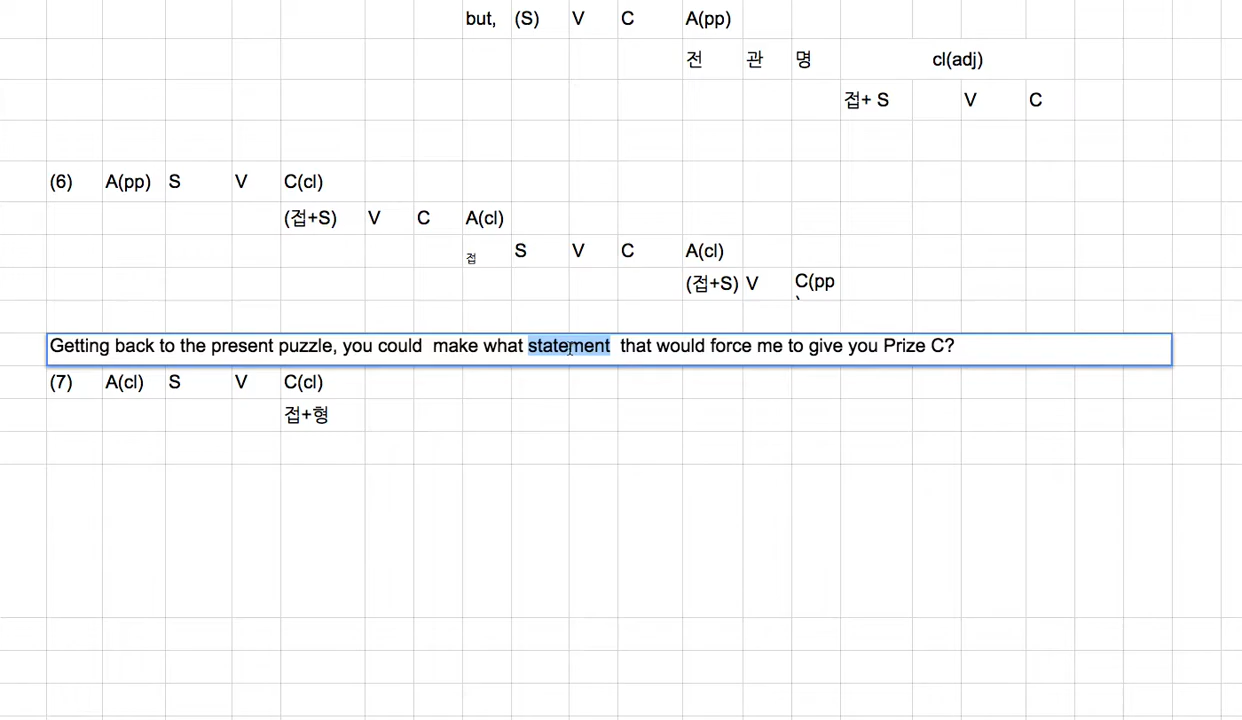 but, (S) V C A(pp)
전 관 명 cl(adj)
접+ S V C
(6) A(pp) S V C(cl)
(접+S) V C A(cl)
접 S V C A(cl)
(접+S) V C(pp
)
Getting back to the present puzzle, you could  make what statement  that would force me to give you Prize C?
(7) A(cl) S V C(cl)
접+형